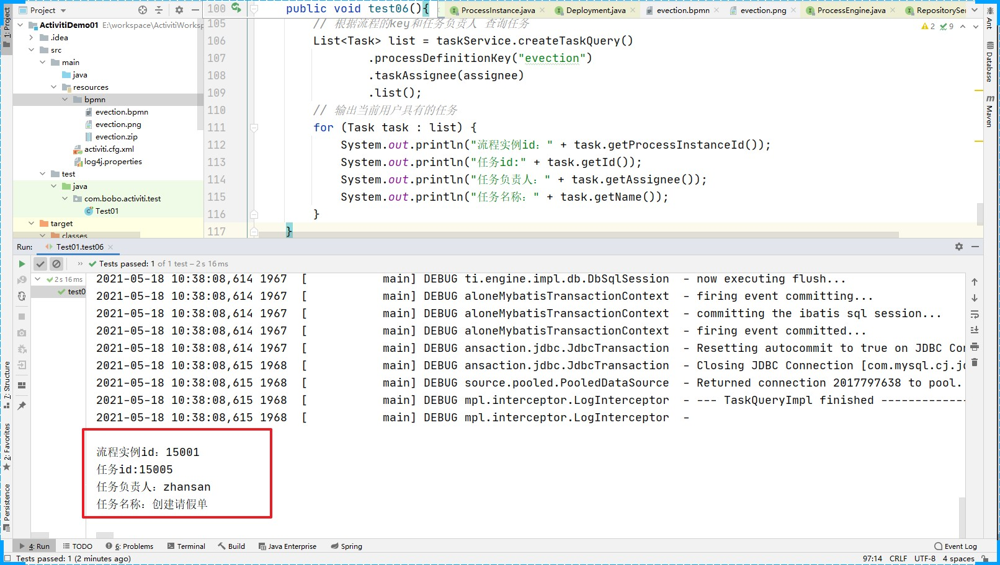 Project
ActivitiDemo01 E:\workspace\ActivitiWorksp
.idea
src
main
java
resources
bpmn
evection.bpmn
evection.png
evection.zip
activiti.cfg.xml
log4j.properties
test
java
com.bobo.activiti.test
Test01
target
classes
1: Project
7: Structure
2: Favorites
Persistence
ProcessInstance.java
Deployment.java
evection.bpmn
evection.png
ProcessEngine.java
RepositorySer
Ant
Database
Maven
2 9
100 public void test06(){
105 // 根据流程的key和任务负责人 查询任务
106 List<Task> list = taskService.createTaskQuery()
107 .processDefinitionKey("evection")
108 .taskAssignee(assignee)
109 .list();
110 // 输出当前用户具有的任务
111 for (Task task : list) {
112 System.out.println("流程实例id：" + task.getProcessInstanceId());
113 System.out.println("任务id:" + task.getId());
114 System.out.println("任务负责人：" + task.getAssignee());
115 System.out.println("任务名称：" + task.getName());
116 }
117 }
Run: Test01.test06
Tests passed: 1 of 1 test – 2 s 16 ms
2 s 16 ms
test0
2021-05-18 10:38:08,614 1967 [ main] DEBUG ti.engine.impl.db.DbSqlSession - now executing flush...
2021-05-18 10:38:08,614 1967 [ main] DEBUG aloneMybatisTransactionContext - firing event committing...
2021-05-18 10:38:08,614 1967 [ main] DEBUG aloneMybatisTransactionContext - committing the ibatis sql session...
2021-05-18 10:38:08,614 1967 [ main] DEBUG aloneMybatisTransactionContext - firing event committed...
2021-05-18 10:38:08,614 1967 [ main] DEBUG ansaction.jdbc.JdbcTransaction - Resetting autocommit to true on JDBC Con
2021-05-18 10:38:08,615 1968 [ main] DEBUG ansaction.jdbc.JdbcTransaction - Closing JDBC Connection [com.mysql.cj.jd
2021-05-18 10:38:08,615 1968 [ main] DEBUG source.pooled.PooledDataSource - Returned connection 2017797638 to pool.
2021-05-18 10:38:08,615 1968 [ main] DEBUG mpl.interceptor.LogInterceptor - --- TaskQueryImpl finished -------------
2021-05-18 10:38:08,615 1968 [ main] DEBUG mpl.interceptor.LogInterceptor -
流程实例id：15001
任务id:15005
任务负责人：zhansan
任务名称：创建请假单
4: Run TODO 6: Problems Terminal Build Java Enterprise Spring Event Log
Tests passed: 1 (2 minutes ago) 97:14 CRLF UTF-8 4 spaces